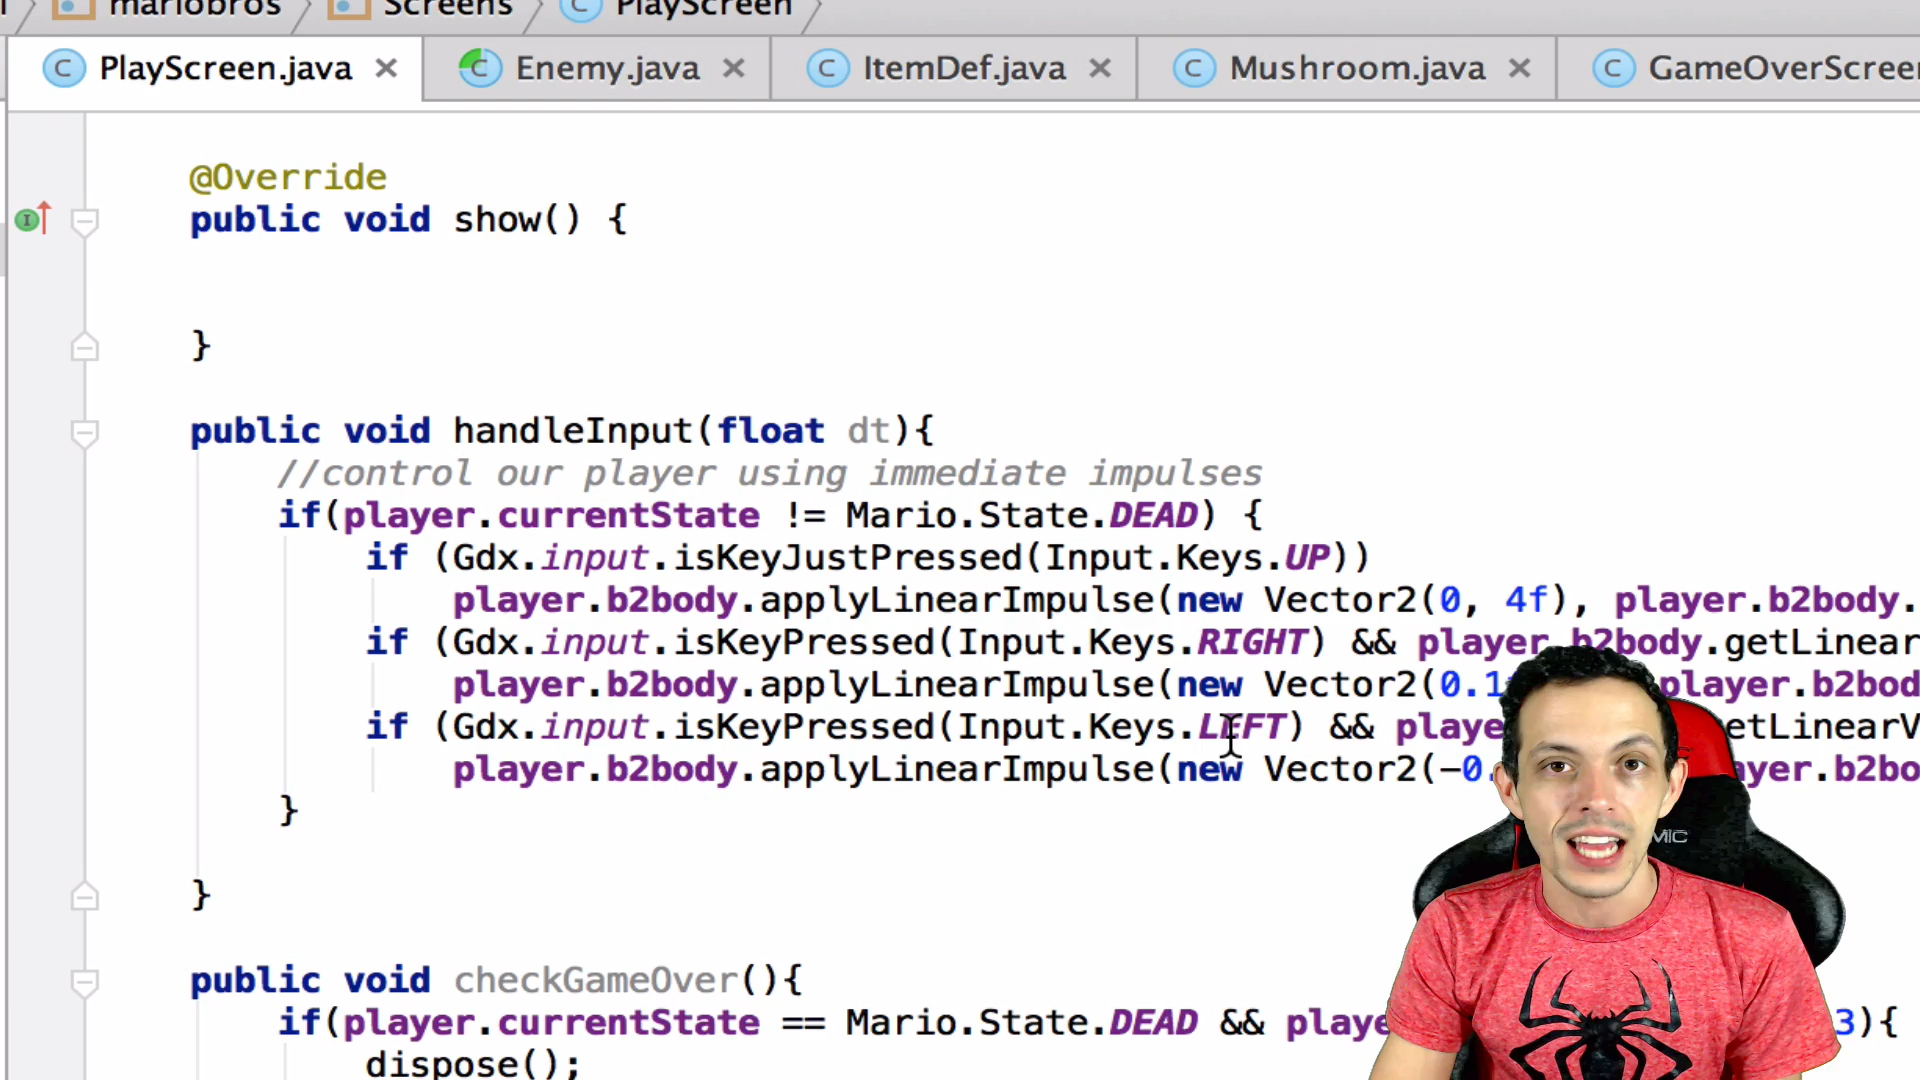 mariobros Screens PlayScreen
PlayScreen.java Enemy.java ItemDef.java Mushroom.java GameOverScreen
@Override
public void show() {
}
public void handleInput(float dt){
//control our player using immediate impulses
if(player.currentState != Mario.State.DEAD) {
if (Gdx.input.isKeyJustPressed(Input.Keys.UP))
player.b2body.applyLinearImpulse(new Vector2(0, 4f), player.b2body.
if (Gdx.input.isKeyPressed(Input.Keys.RIGHT) && player.b2body.getLinear
player.b2body.applyLinearImpulse(new Vector2(0.1 player.b2bod
if (Gdx.input.isKeyPressed(Input.Keys.LEFT) && playe etLinearV
player.b2body.applyLinearImpulse(new Vector2(-0. ayer.b2bo
}
}
public void checkGameOver(){
if(player.currentState == Mario.State.DEAD && playe 3){
dispose();